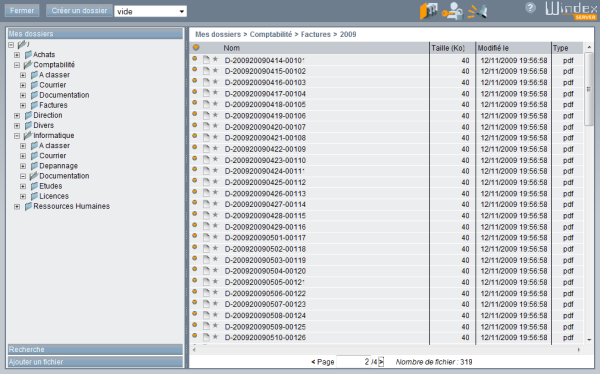 Fermer Créer un dossier vide ? Windex SERVER
Mes dossiers
/
Achats
Comptabilité
A classer
Courrier
Documentation
Factures
Direction
Divers
Informatique
A classer
Courrier
Depannage
Documentation
Etudes
Licences
Ressources Humaines
Recherche
Ajouter un fichier
Mes dossiers > Comptabilité > Factures > 2009
Nom Taille (Ko) Modifié le Type
D-200920090414-00101 40 12/11/2009 19:56:58 pdf
D-200920090415-00102 40 12/11/2009 19:56:58 pdf
D-200920090416-00103 40 12/11/2009 19:56:58 pdf
D-200920090417-00104 40 12/11/2009 19:56:58 pdf
D-200920090418-00105 40 12/11/2009 19:56:58 pdf
D-200920090419-00106 40 12/11/2009 19:56:58 pdf
D-200920090420-00107 40 12/11/2009 19:56:58 pdf
D-200920090421-00108 40 12/11/2009 19:56:58 pdf
D-200920090422-00109 40 12/11/2009 19:56:58 pdf
D-200920090423-00110 40 12/11/2009 19:56:58 pdf
D-200920090424-00111 40 12/11/2009 19:56:58 pdf
D-200920090425-00112 40 12/11/2009 19:56:58 pdf
D-200920090426-00113 40 12/11/2009 19:56:58 pdf
D-200920090427-00114 40 12/11/2009 19:56:58 pdf
D-200920090428-00115 40 12/11/2009 19:56:58 pdf
D-200920090429-00116 40 12/11/2009 19:56:58 pdf
D-200920090501-00117 40 12/11/2009 19:56:58 pdf
D-200920090502-00118 40 12/11/2009 19:56:58 pdf
D-200920090503-00119 40 12/11/2009 19:56:58 pdf
D-200920090504-00120 40 12/11/2009 19:56:58 pdf
D-200920090505-00121 40 12/11/2009 19:56:58 pdf
D-200920090506-00122 40 12/11/2009 19:56:58 pdf
D-200920090507-00123 40 12/11/2009 19:56:58 pdf
D-200920090508-00124 40 12/11/2009 19:56:58 pdf
D-200920090509-00125 40 12/11/2009 19:56:58 pdf
D-200920090510-00126 40 12/11/2009 19:56:58 pdf
< Page 2 /4 > Nombre de fichier : 319